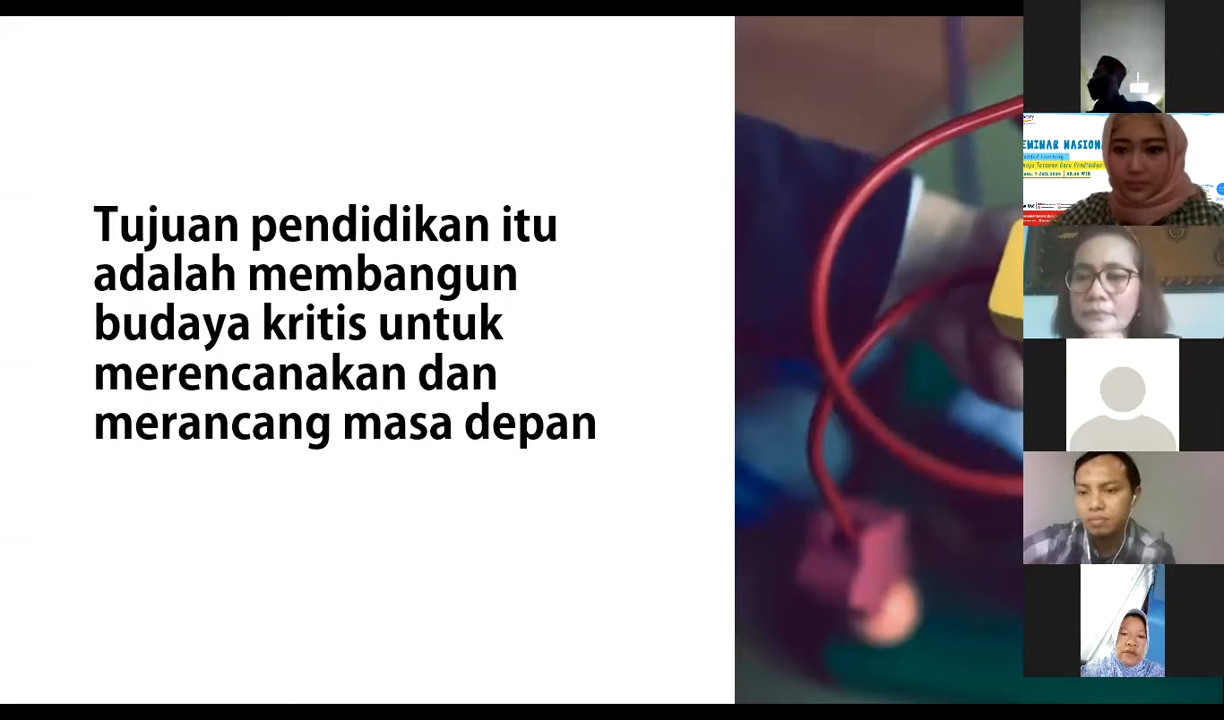 Tujuan pendidikan itu
adalah membangun
budaya kritis untuk
merencanakan dan
merancang masa depan